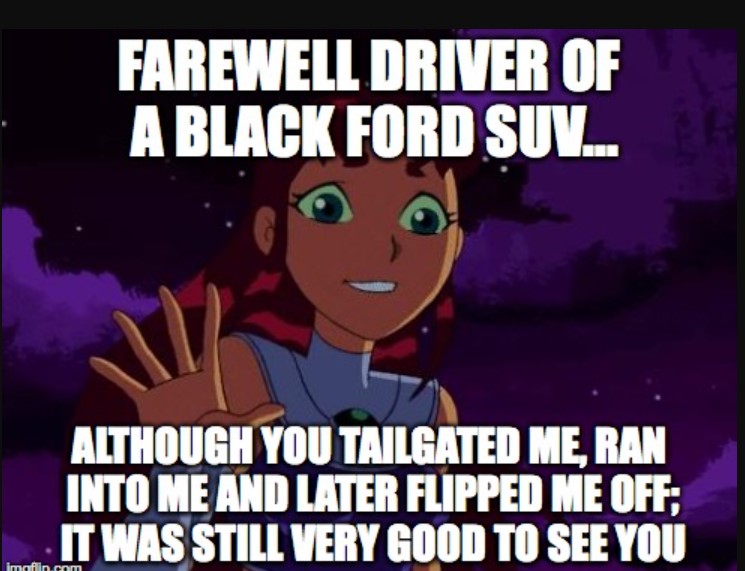 FAREWELL DRIVER OF
A BLACK FORD SUV...
ALTHOUGH YOU TAILGATED ME, RAN
INTO ME AND LATER FLIPPED ME OFF;
IT WAS STILL VERY GOOD TO SEE YOU
imgflip.com